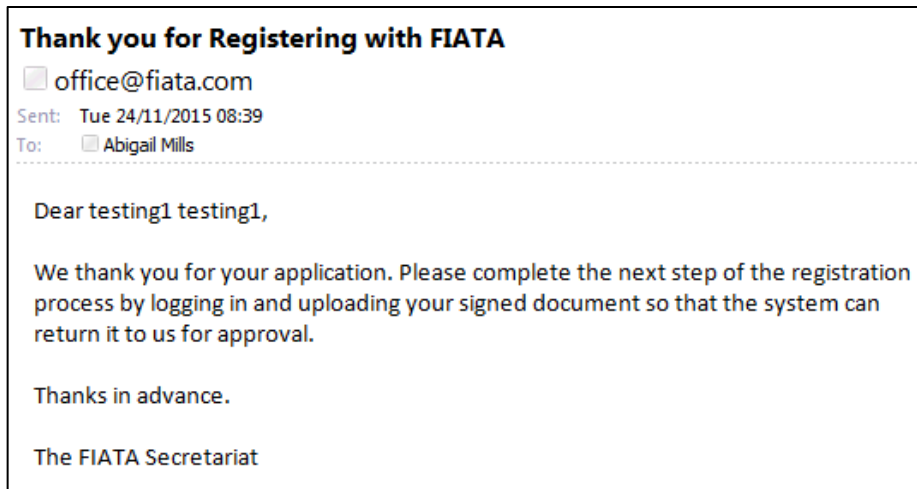 Thank you for Registering with FIATA
office@fiata.com
Sent: Tue 24/11/2015 08:39
To: Abigail Mills
Dear testing1 testing1,
We thank you for your application. Please complete the next step of the registration
process by logging in and uploading your signed document so that the system can
return it to us for approval.
Thanks in advance.
The FIATA Secretariat